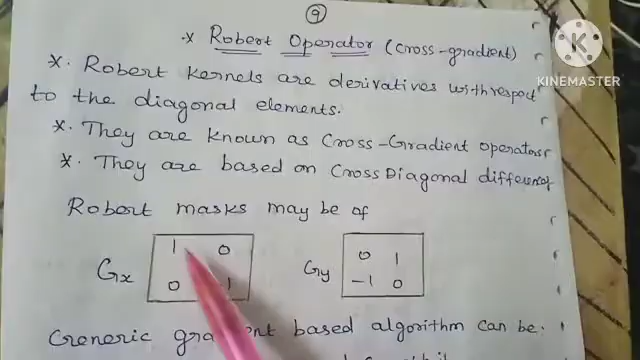 9
* Robert Operator (Cross-gradient)
KINEMASTER
* Robert kernels are derivatives with respect
to the diagonal elements.
* They are known as Cross-Gradient operators
* They are based on Cross Diagonal differen
Robert masks may be of
Gx 1 0 Gy 0 1
0 1 -1 0
Generic gradient based algorithm can be: